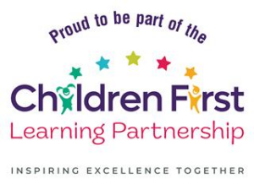 Proud to be part of the
Children First
Learning Partnership
INSPIRING EXCELLENCE TOGETHER